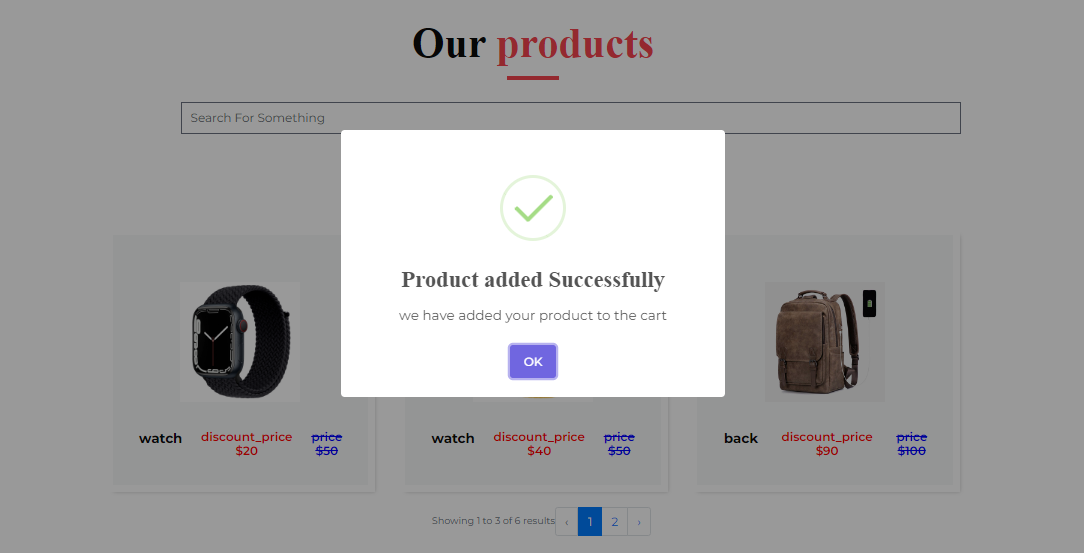 Our products
Search For Something
Product added Successfully
we have added your product to the cart
OK
watch discount_price price
$20 $50
watch discount_price price
$40 $50
back discount_price price
$90 $100
Showing 1 to 3 of 6 results ‹ 1 2 ›